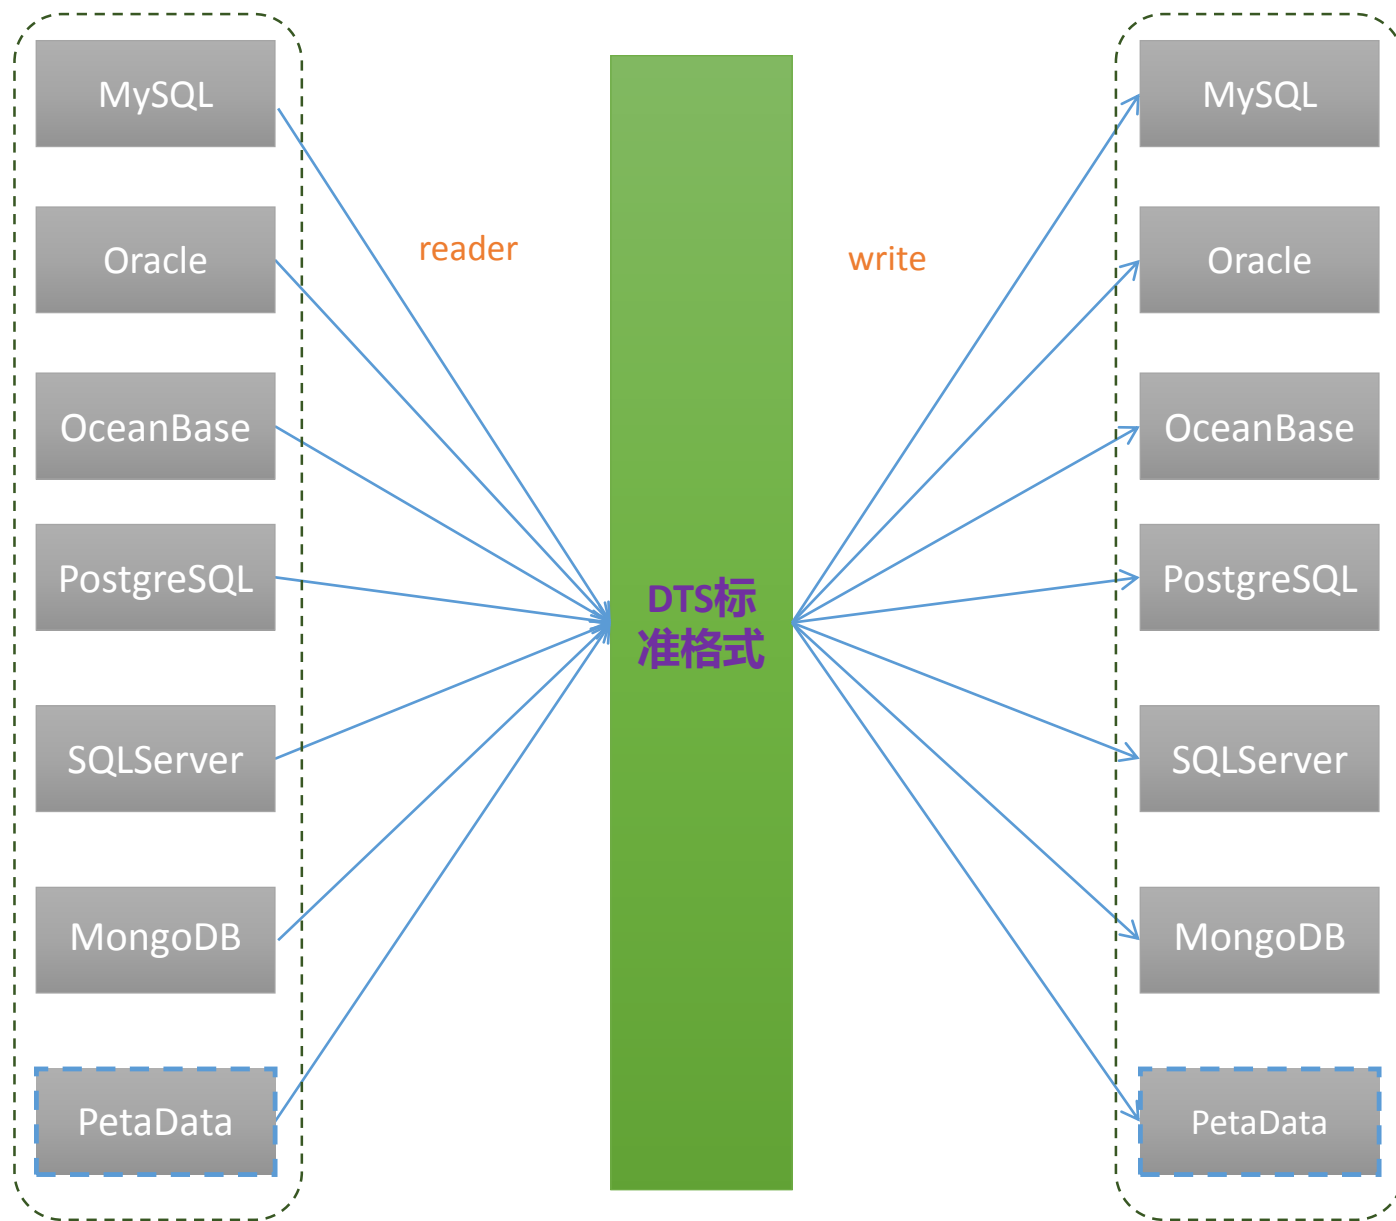 MySQL
Oracle
OceanBase
PostgreSQL
SQLServer
MongoDB
PetaData
reader
DTS标
准格式
write
MySQL
Oracle
OceanBase
PostgreSQL
SQLServer
MongoDB
PetaData